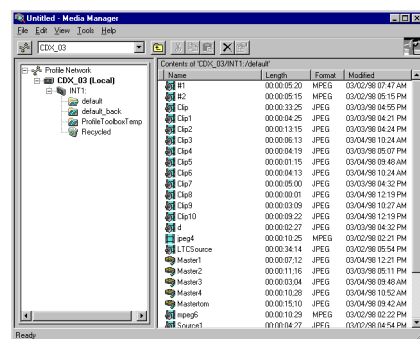 Untitled - Media Manager
File Edit View Tools Help
CDX_03
Profile Network
CDX_03 (Local)
INT1:
default
default_back
ProfileToolboxTemp
Recycled
Contents of 'CDX_03/INT1:/default'
Name Length Format Modified
#1 00:00:05:20 MPEG 03/02/98 07:47 AM
#2 00:00:05:15 MPEG 03/02/98 05:15 PM
Clip 00:00:33:25 JPEG 03/02/98 04:55 PM
Clip1 00:00:04:25 JPEG 03/02/98 04:21 PM
Clip2 00:00:13:15 JPEG 03/02/98 04:24 PM
Clip3 00:00:06:13 JPEG 03/04/98 10:24 AM
Clip4 00:00:04:19 JPEG 03/02/98 05:07 PM
Clip5 00:00:01:15 JPEG 03/04/98 09:48 AM
Clip6 00:00:04:13 JPEG 03/04/98 10:24 AM
Clip7 00:00:05:00 JPEG 03/02/98 04:32 PM
Clip8 00:00:00:01 JPEG 03/04/98 12:19 PM
Clip9 00:00:03:09 JPEG 03/04/98 10:27 AM
Clip10 00:00:09:22 JPEG 03/04/98 12:19 PM
d 00:00:02:27 JPEG 03/03/98 04:32 PM
jpeg4 00:00:10:25 MPEG 03/02/98 02:21 PM
LTCSource 00:00:34:14 JPEG 03/02/98 05:54 PM
Master1 00:00:07;12 JPEG 03/04/98 12:21 PM
Master2 00:00:11;16 JPEG 03/03/98 05:11 PM
Master3 00:00:03;04 JPEG 03/04/98 09:48 AM
Master4 00:00:10;28 JPEG 03/04/98 10:52 AM
Mastertom 00:00:15;10 JPEG 03/04/98 09:42 AM
mpeg6 00:00:10:29 JPEG 03/02/98 02:22 PM
Source1 00:00:04:27 JPEG 03/02/98 04:54 PM
Ready